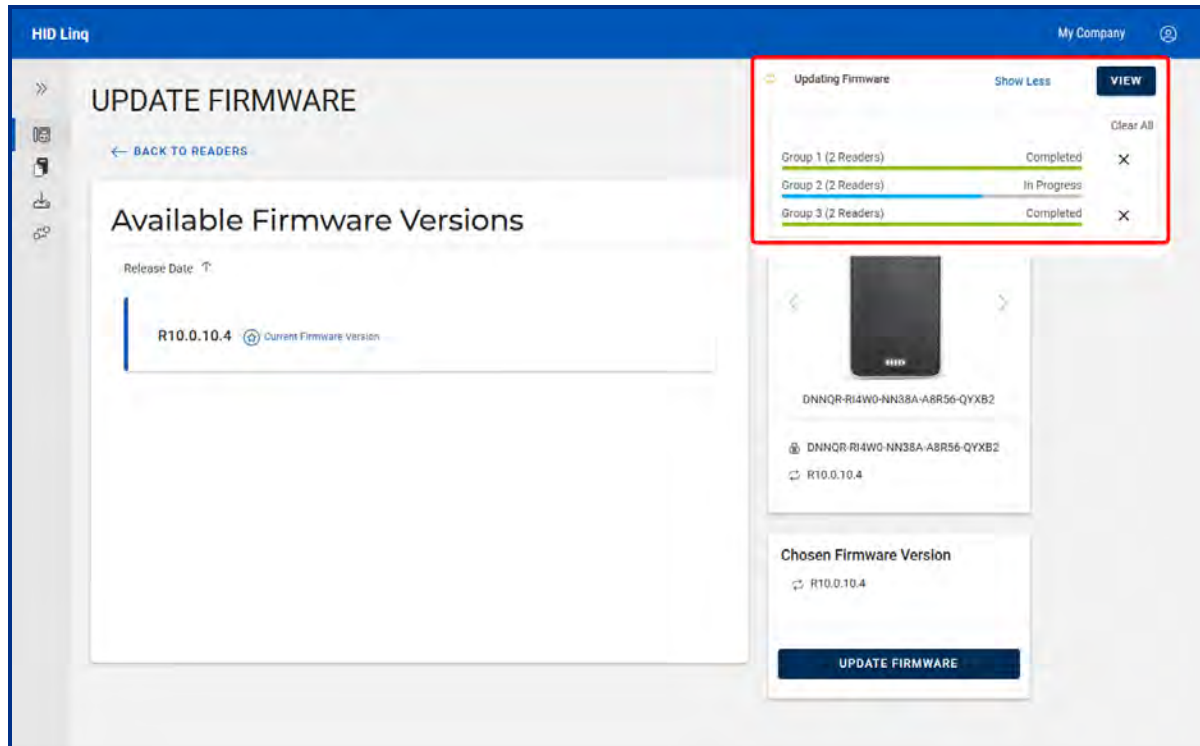 HID Linq
My Company
UPDATE FIRMWARE
BACK TO READERS
Updating Firmware
Show Less
VIEW
Clear All
Group 1 (2 Readers) Completed
Group 2 (2 Readers) In Progress
Group 3 (2 Readers) Completed
Available Firmware Versions
Release Date
R10.0.10.4 Current Firmware Version
HID
DNNQR-RI4W0-NN38A-A8R56-QYXB2
DNNQR-RI4W0-NN38A-A8R56-QYXB2
R10.0.10.4
Chosen Firmware Version
R10.0.10.4
UPDATE FIRMWARE